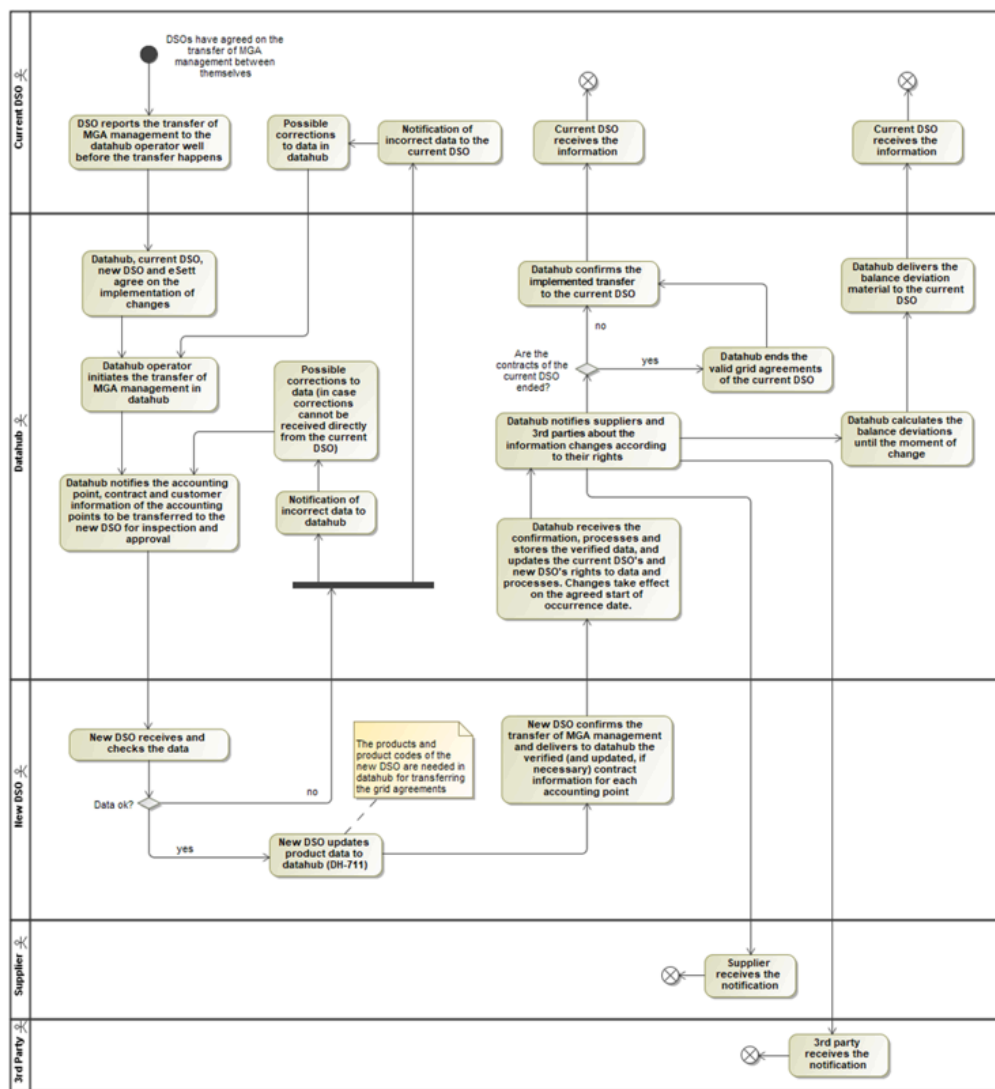 Current DSO
DSOs have agreed on the
transfer of MGA
management between
themselves
DSO reports the transfer of
MGA management to the
datahub operator well
before the transfer happens
Possible
corrections to
data in
datahub
Notification of
incorrect data to the
current DSO
Current DSO
receives the
information
Current DSO
receives the
information
Datahub
Datahub, current DSO,
new DSO and eSett
agree on the
implementation of
changes
Datahub operator
initiates the transfer of
MGA management in
datahub
Possible
corrections to
data (in case
corrections
cannot be
received directly
from the current
DSO)
Datahub notifies the accounting
point, contract and customer
information of the accounting
points to be transferred to the
new DSO for inspection and
approval
Notification of
incorrect data to
datahub
Datahub confirms the
implemented transfer
to the current DSO
no
Are the
contracts of the
current DSO
ended?
yes
Datahub ends the
valid grid agreements
of the current DSO
Datahub delivers the
balance deviation
material to the current
DSO
Datahub notifies suppliers and
3rd parties about the
information changes according
to their rights
Datahub calculates the
balance deviations
until the moment of
change
Datahub receives the
confirmation, processes and
stores the verified data, and
updates the current DSO's and
new DSO's rights to data and
processes. Changes take effect
on the agreed start of
occurrence date.
New DSO
New DSO receives and
checks the data
Data ok?
no
yes
The products and
product codes of the
new DSO are needed in
datahub for transferring
the grid agreements
New DSO updates
product data to
datahub (DH-711)
New DSO confirms the
transfer of MGA management
and delivers to datahub the
verified (and updated, if
necessary) contract
information for each
accounting point
Supplier
Supplier
receives the
notification
3rd Party
3rd party
receives the
notification